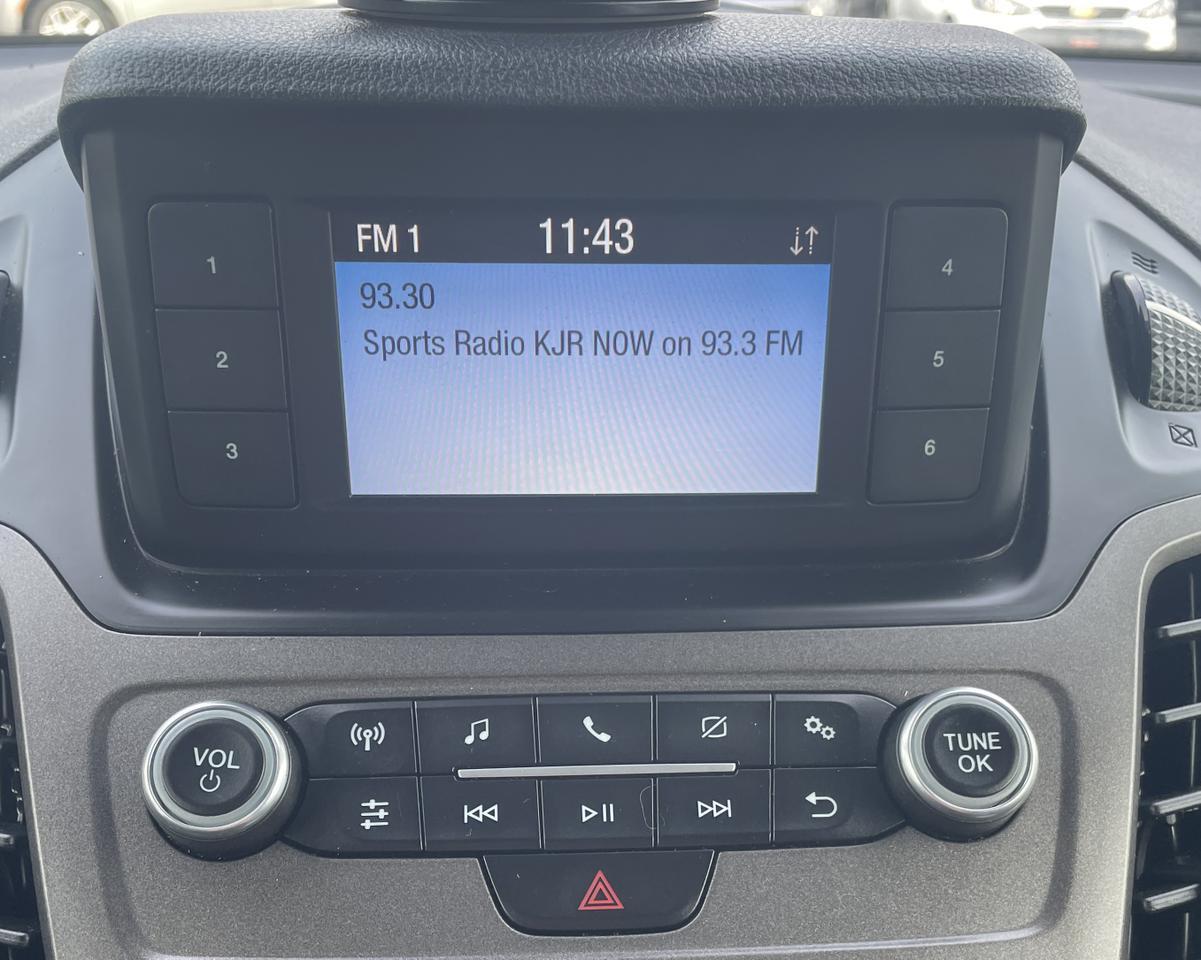 FM 1 11:43
93.30
Sports Radio KJR NOW on 93.3 FM
1
2
3
4
5
6
VOL
TUNE
OK